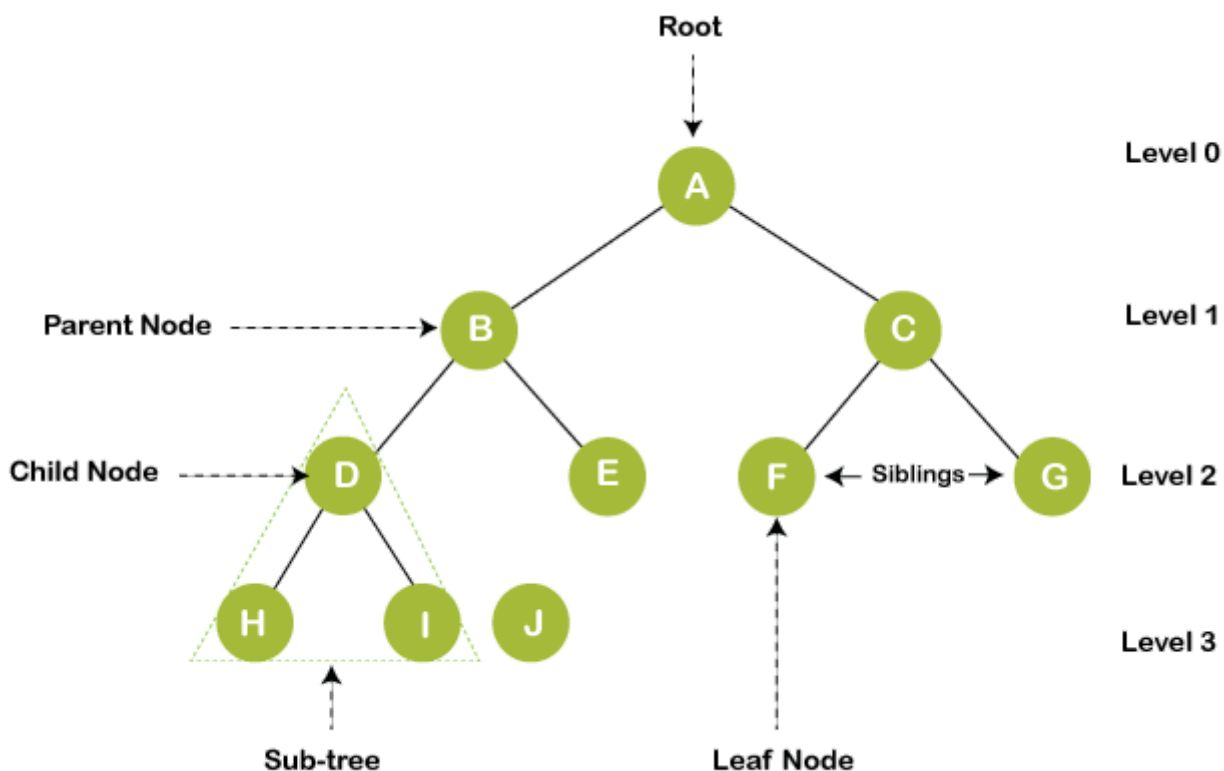 Root
Level 0
A
Parent Node
B
C
Level 1
Child Node
D
E
F
Siblings
G
Level 2
H
I
J
Level 3
Sub-tree
Leaf Node